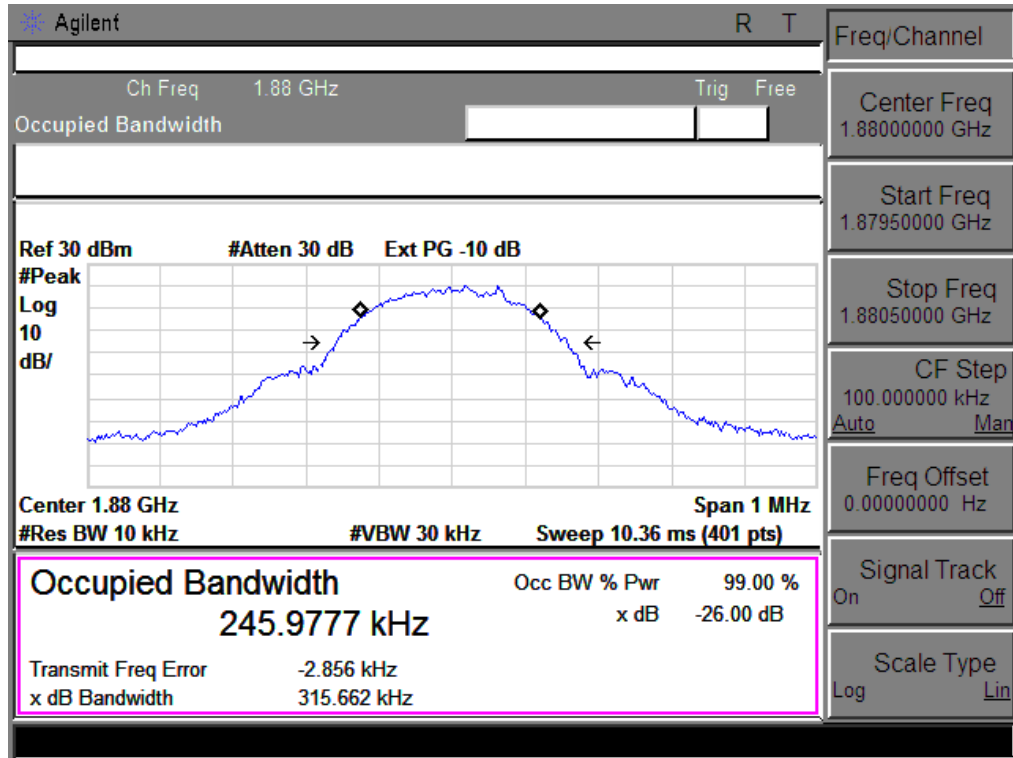 Agilent R T
Ch Freq 1.88 GHz Trig Free
Occupied Bandwidth
Ref 30 dBm #Atten 30 dB Ext PG -10 dB
#Peak
Log
10
dB/
Center 1.88 GHz Span 1 MHz
#Res BW 10 kHz #VBW 30 kHz Sweep 10.36 ms (401 pts)
Occupied Bandwidth
245.9777 kHz
Occ BW % Pwr 99.00 %
x dB -26.00 dB
Transmit Freq Error -2.856 kHz
x dB Bandwidth 315.662 kHz
Freq/Channel
Center Freq
1.88000000 GHz
Start Freq
1.87950000 GHz
Stop Freq
1.88050000 GHz
CF Step
100.000000 kHz
Auto Man
Freq Offset
0.00000000 Hz
Signal Track
On Off
Scale Type
Log Lin